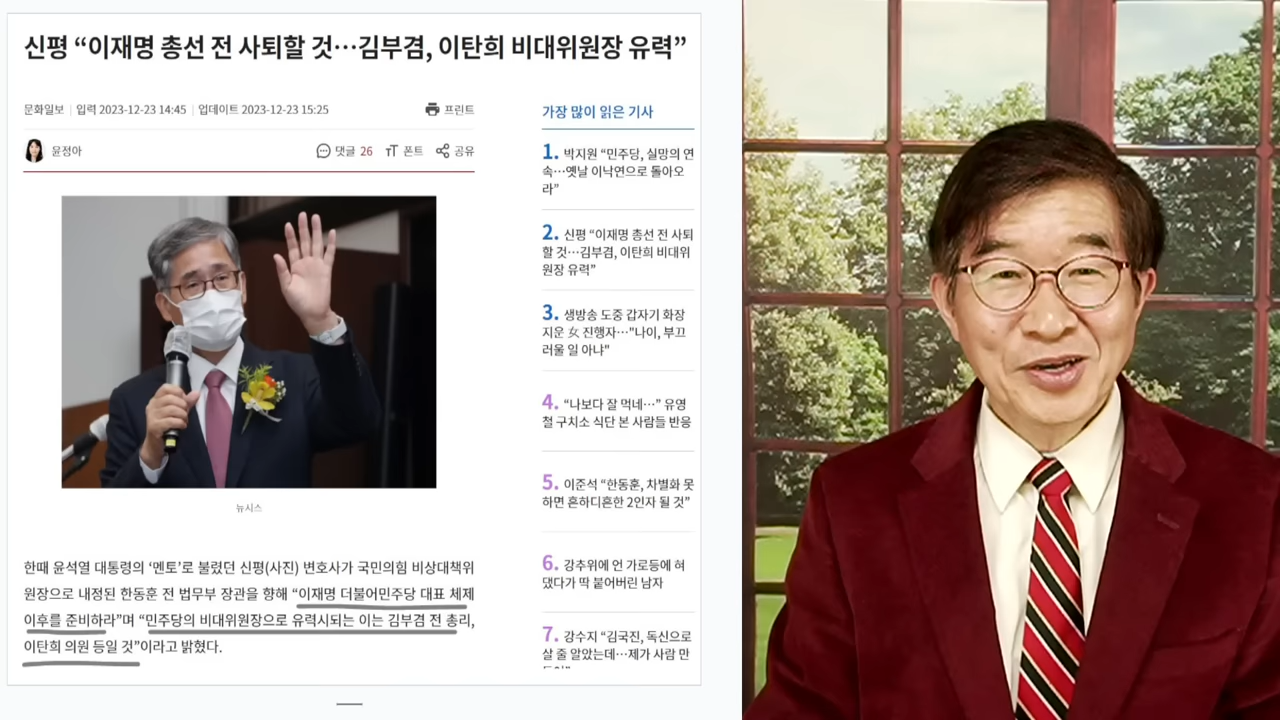 신평 “이재명 총선 전 사퇴할 것…김부겸, 이탄희 비대위원장 유력”
문화일보 | 입력 2023-12-23 14:45 | 업데이트 2023-12-23 15:25
프린트
윤정아
댓글 26
폰트
공유
뉴시스
한때 윤석열 대통령의 ‘멘토’로 불렸던 신평(사진) 변호사가 국민의힘 비상대책위
원장으로 내정된 한동훈 전 법무부 장관을 향해 “이재명 더불어민주당 대표 체제
이후를 준비하라”며 “민주당의 비대위원장으로 유력시되는 이는 김부겸 전 총리,
이탄희 의원 등일 것”이라고 밝혔다.
가장 많이 읽은 기사
1. 박지원 “민주당, 실망의 연
속…옛날 이낙연으로 돌아오
라”
2. 신평 “이재명 총선 전 사퇴
할 것…김부겸, 이탄희 비대위
원장 유력”
3. 생방송 도중 갑자기 화장
지운 女 진행자…"나이, 부끄
러울 일 아냐"
4. “나보다 잘 먹네…” 유영
철 구치소 식단 본 사람들 반응
5. 이준석 “한동훈, 차별화 못
하면 흔하디흔한 2인자 될 것”
6. 강추위에 언 가로등에 혀
댔다가 딱 붙어버린 남자
7. 강수지 “김국진, 독신으로
살 줄 알았는데…제가 사람 만